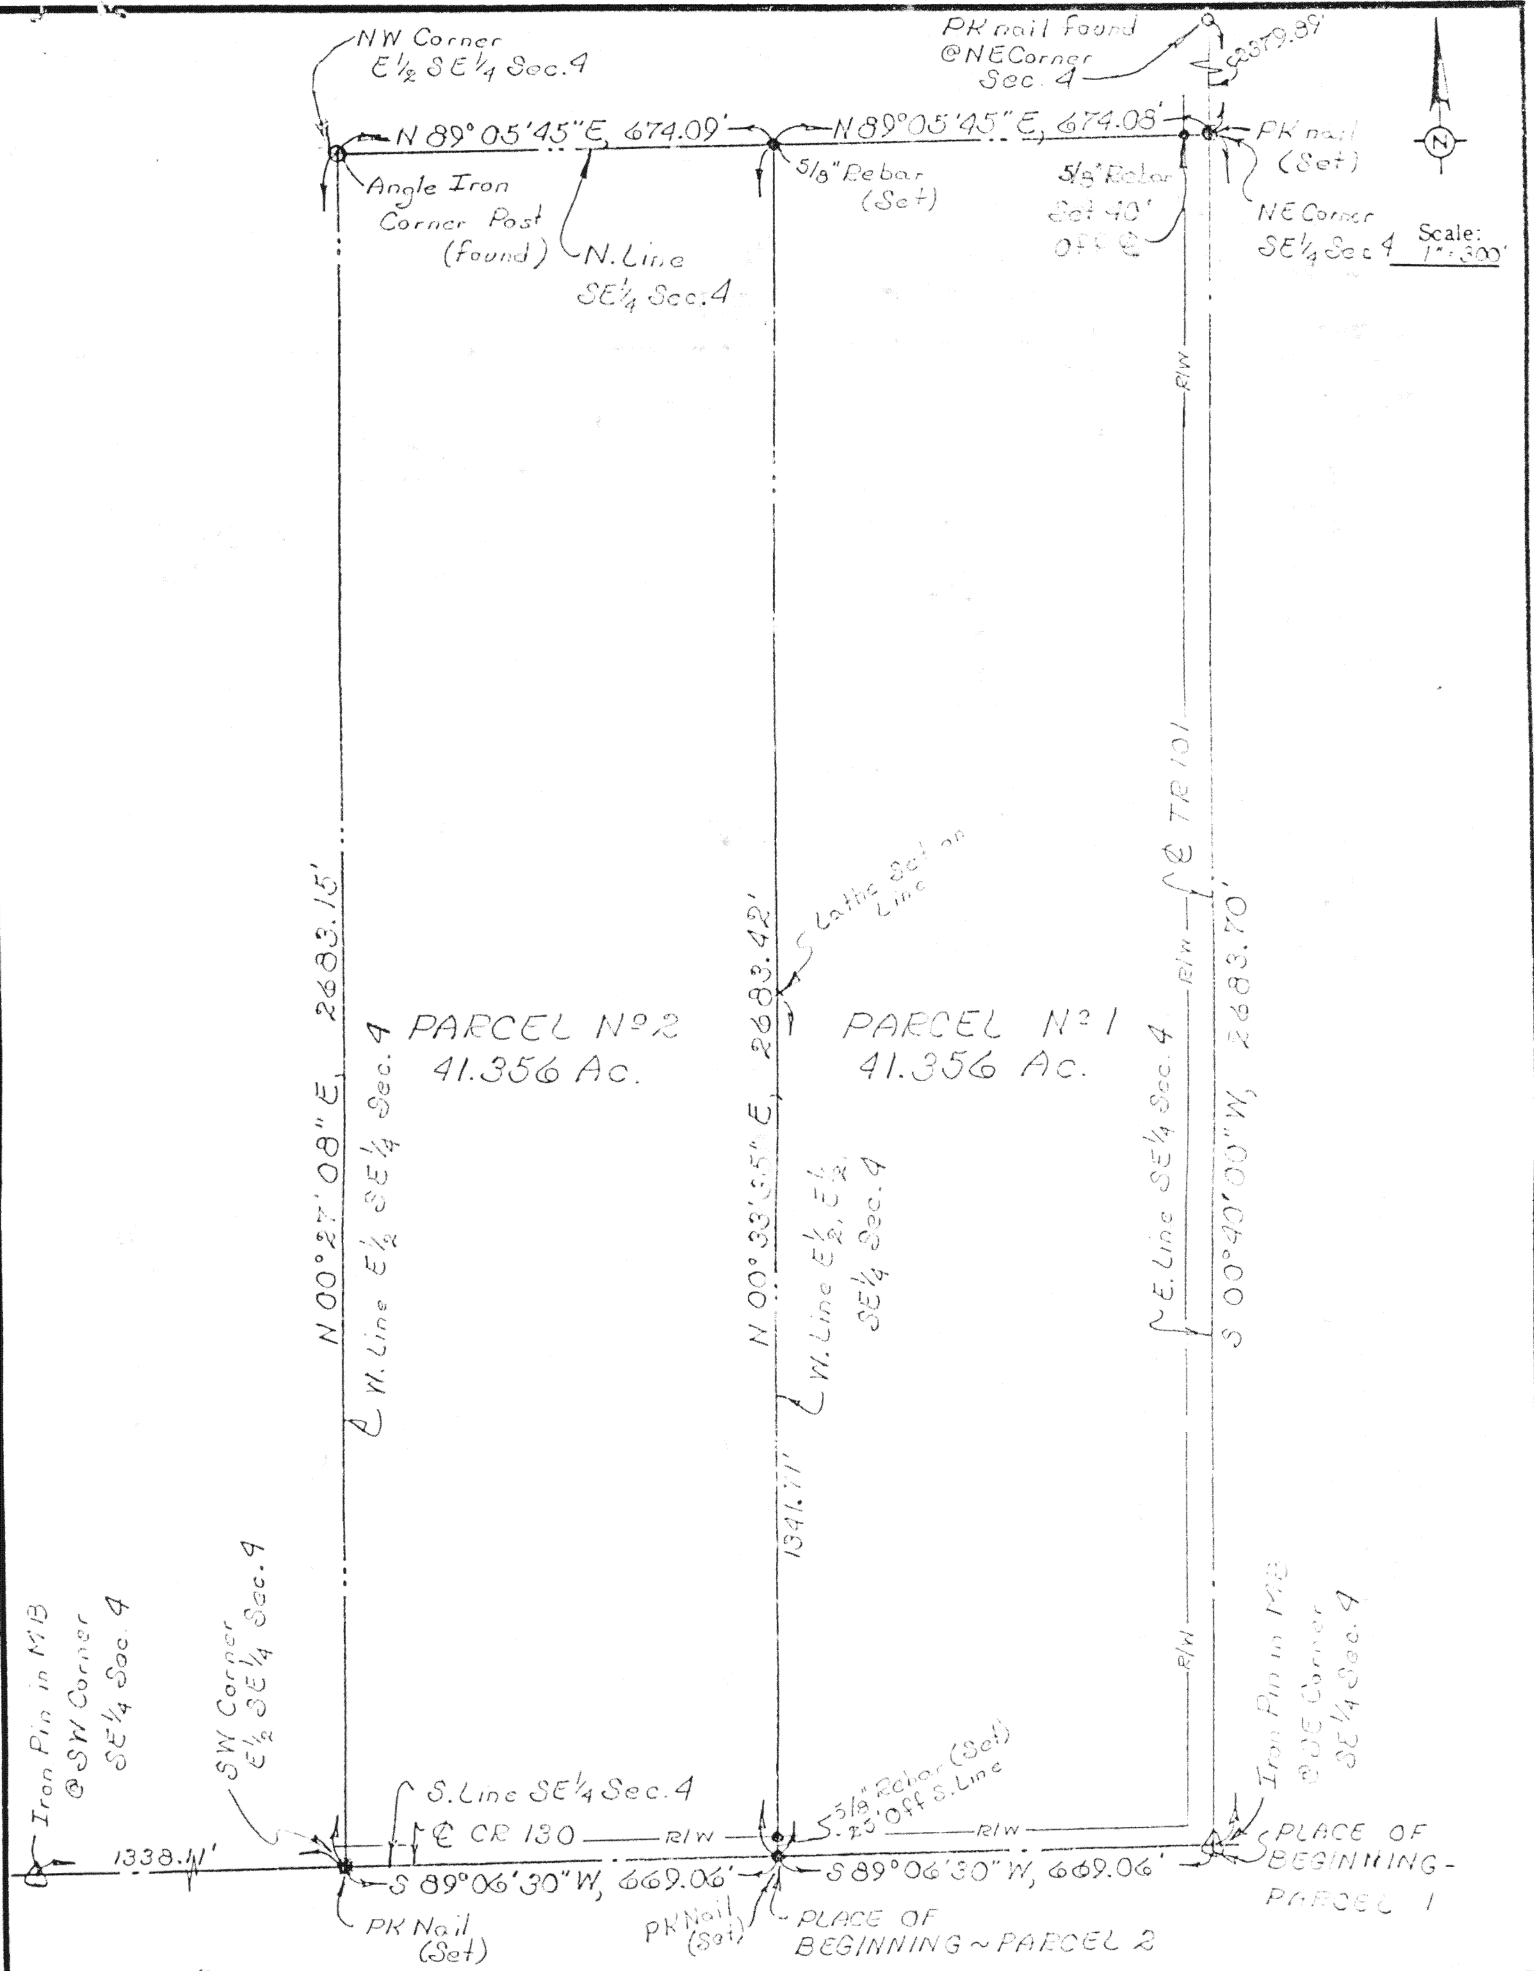 NW Corner
E½ SE¼ Sec. 4
PK nail found
@ NE Corner
Sec. 4
N 89° 05' 45" E, 674.09'
N 89° 05' 45" E, 674.08'
PK nail
(Set)
Angle Iron
Corner Post
(found)
N. Line
SE¼ Sec. 4
5/8" Rebar
(Set)
5/8" Rebar
Set 40'
Off ℄
NE Corner
SE¼ Sec 4
Scale:
1" = 300'
N
R/W
℄ TR 101
Lathe Set on
Line
N 00° 27' 08" E, 2683.15'
W. Line E½ SE¼ Sec. 4
PARCEL Nº 2
41.356 Ac.
N 00° 33' 35" E, 2683.42'
W. Line E½, E½,
SE¼ Sec. 4
PARCEL Nº 1
41.356 Ac.
R/W
E. Line SE¼ Sec. 4
S 00° 40' 00" W, 2683.70'
1341.71'
R/W
Iron Pin in MB
@ SW Corner
SE¼ Sec. 4
SW Corner
E½ SE¼ Sec. 4
Iron Pin in MB
@ SE Corner
SE¼ Sec. 4
S. Line SE¼ Sec. 4
℄ CR 130
R/W
5/8" Rebar (Set)
25' Off S. Line
R/W
1338.11'
S 89° 06' 30" W, 669.06'
S 89° 06' 30" W, 669.06'
PLACE OF
BEGINNING -
PARCEL 1
PK Nail
(Set)
PK Nail
(Set)
PLACE OF
BEGINNING ~ PARCEL 2